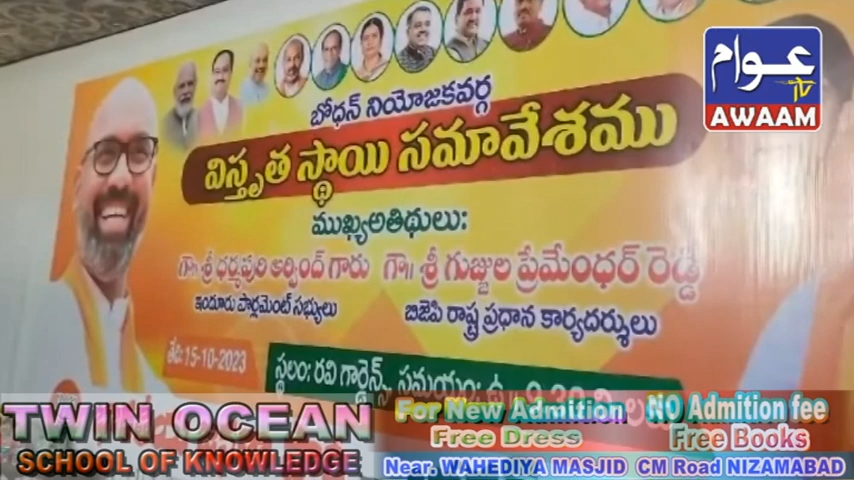 عوام
TV
AWAAM
బోధన్ నియోజకవర్గ
విస్తృత స్థాయి సమావేశము
ముఖ్యఅతిథులు:
గౌ॥ శ్రీ ధర్మపురి అర్వింద్ గారు గౌ॥ శ్రీ గుజ్జుల ప్రేమేంధర్ రెడ్డి
ఇందూరు పార్లమెంట్ సభ్యులు బిజెపి రాష్ట్ర ప్రధాన కార్యదర్శులు
తేది:15-10-2023
స్థలం: రవి గార్డెన్స్, సమయం: ఉ॥
TWIN OCEAN
SCHOOL OF KNOWLEDGE
For New Admition NO Admition fee
Free Dress Free Books
Near. WAHEDIYA MASJID CM Road NIZAMABAD